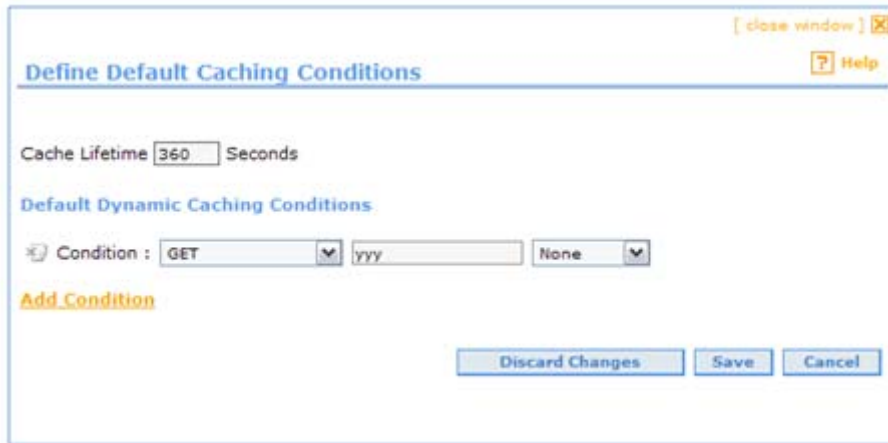 [ close window ]
Define Default Caching Conditions
? Help
Cache Lifetime 360 Seconds
Default Dynamic Caching Conditions
Condition : GET yyy None
Add Condition
Discard Changes Save Cancel